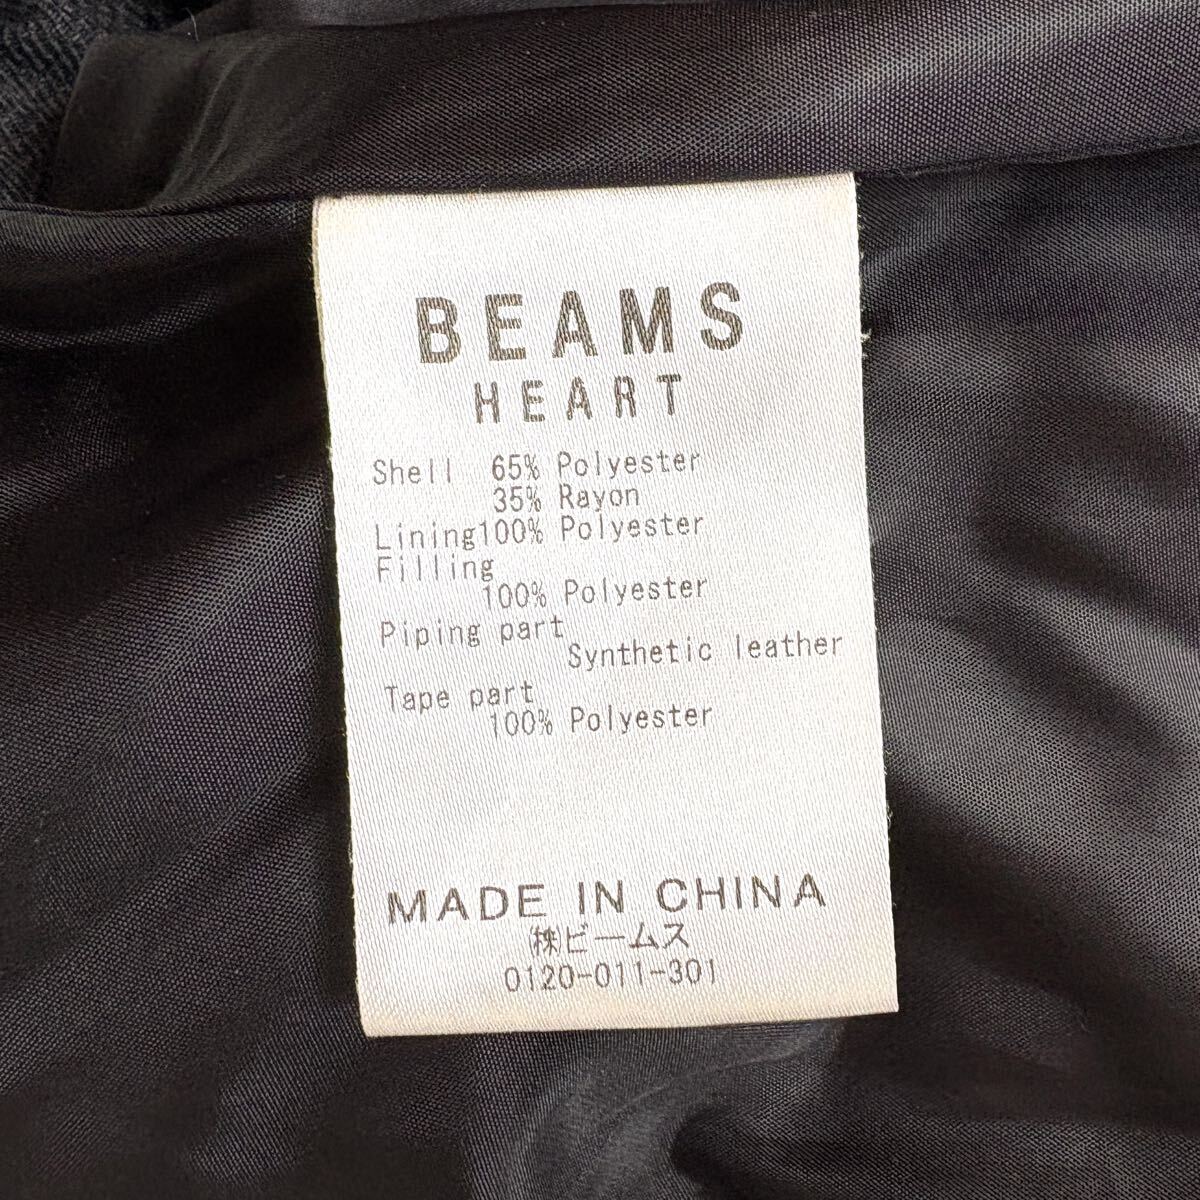 BEAMS
HEART
Shell 65% Polyester
35% Rayon
Lining100% Polyester
Filling
100% Polyester
Piping part
Synthetic leather
Tape part
100% Polyester
MADE IN CHINA
㈱ビームス
0120-011-301